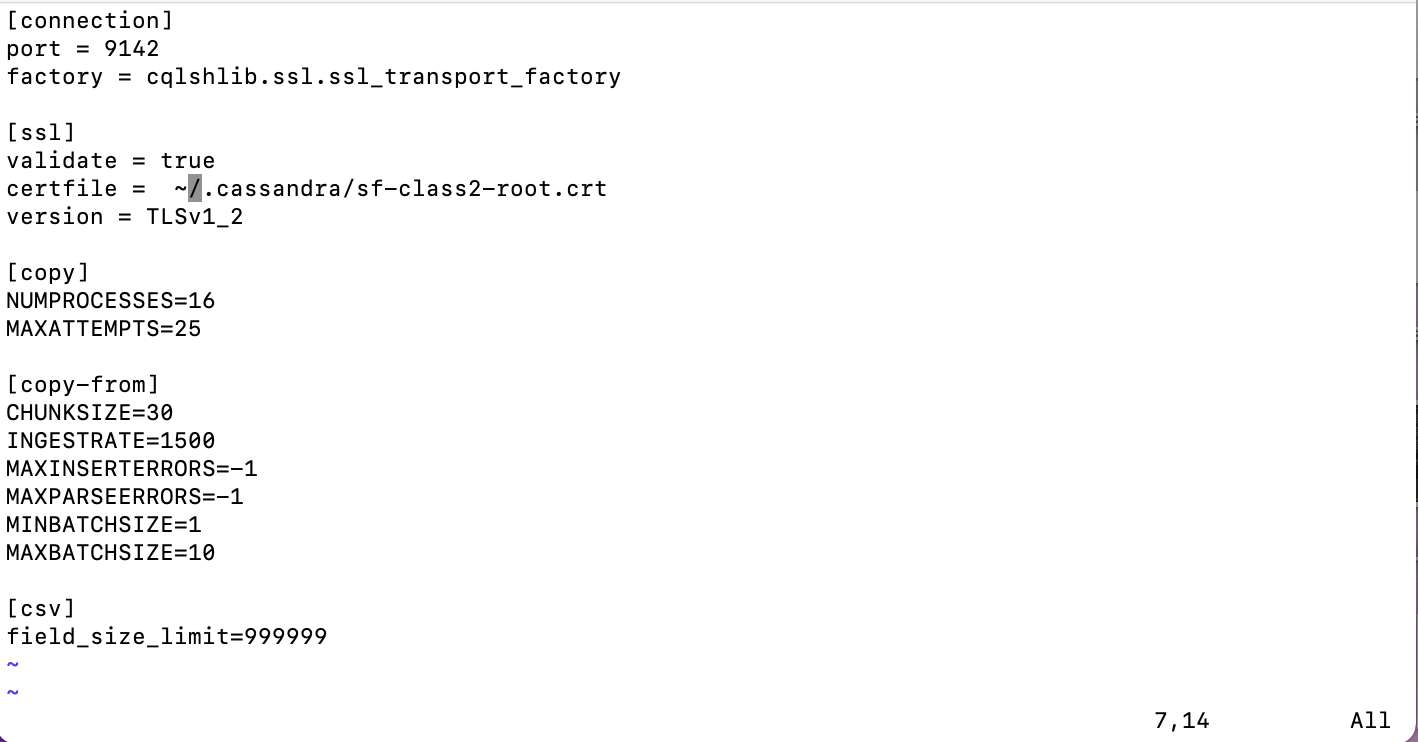 [connection]
port = 9142
factory = cqlshlib.ssl.ssl_transport_factory
[ssl]
validate = true
certfile =  ~/.cassandra/sf-class2-root.crt
version = TLSv1_2
[copy]
NUMPROCESSES=16
MAXATTEMPTS=25
[copy-from]
CHUNKSIZE=30
INGESTRATE=1500
MAXINSERTERRORS=-1
MAXPARSEERRORS=-1
MINBATCHSIZE=1
MAXBATCHSIZE=10
[csv]
field_size_limit=999999
~
~
7,14 All